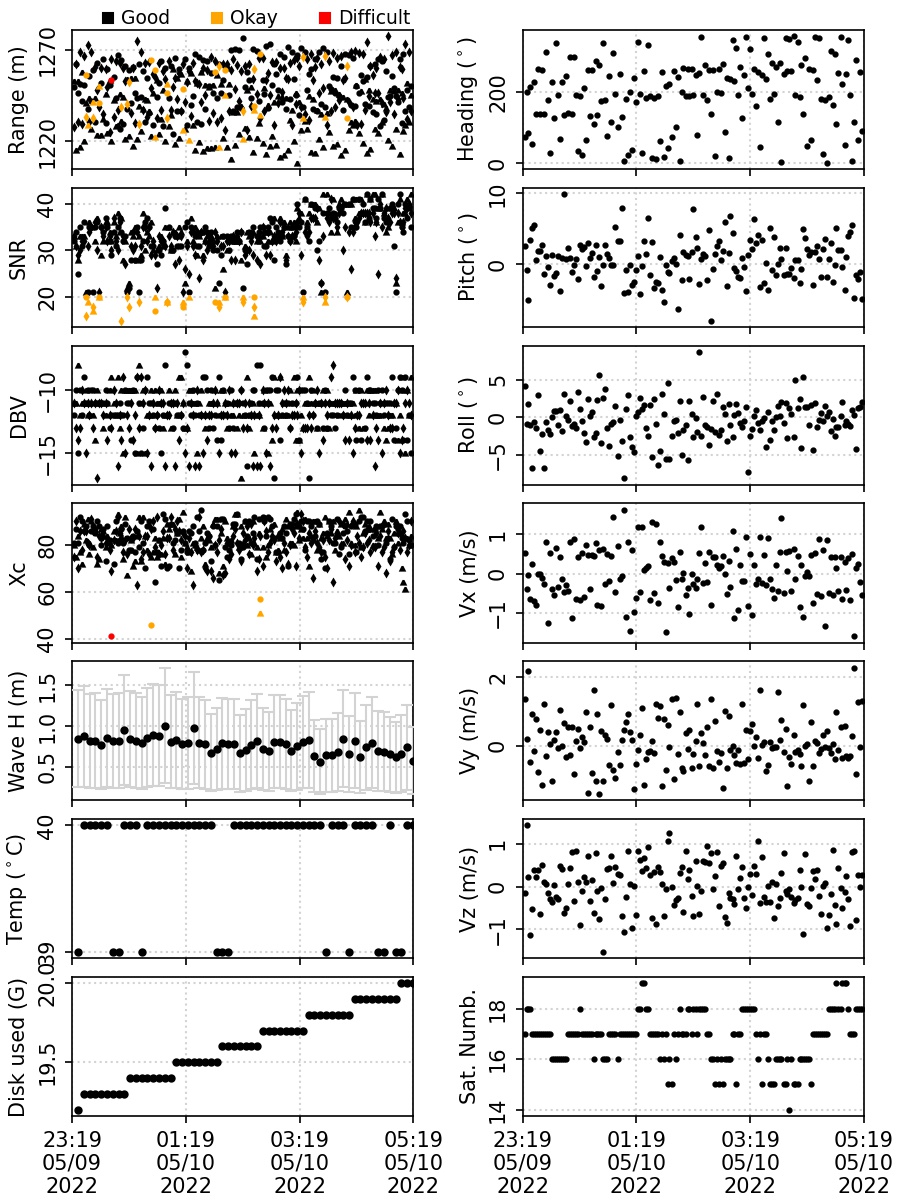 Good Okay Difficult
Range (m)
1270
1220
Heading (°)
200
0
SNR
40
30
20
Pitch (°)
10
0
DBV
−10
−15
Roll (°)
5
0
−5
Xc
80
60
40
Vx (m/s)
1
0
−1
Wave H (m)
1.5
1.0
0.5
Vy (m/s)
2
0
Temp (°C)
40
39
Vz (m/s)
1
0
−1
Disk used (G)
20.0
19.5
Sat. Numb.
18
16
14
23:19 01:19 03:19 05:19
05/09 05/10 05/10 05/10
2022 2022 2022 2022
23:19 01:19 03:19 05:19
05/09 05/10 05/10 05/10
2022 2022 2022 2022